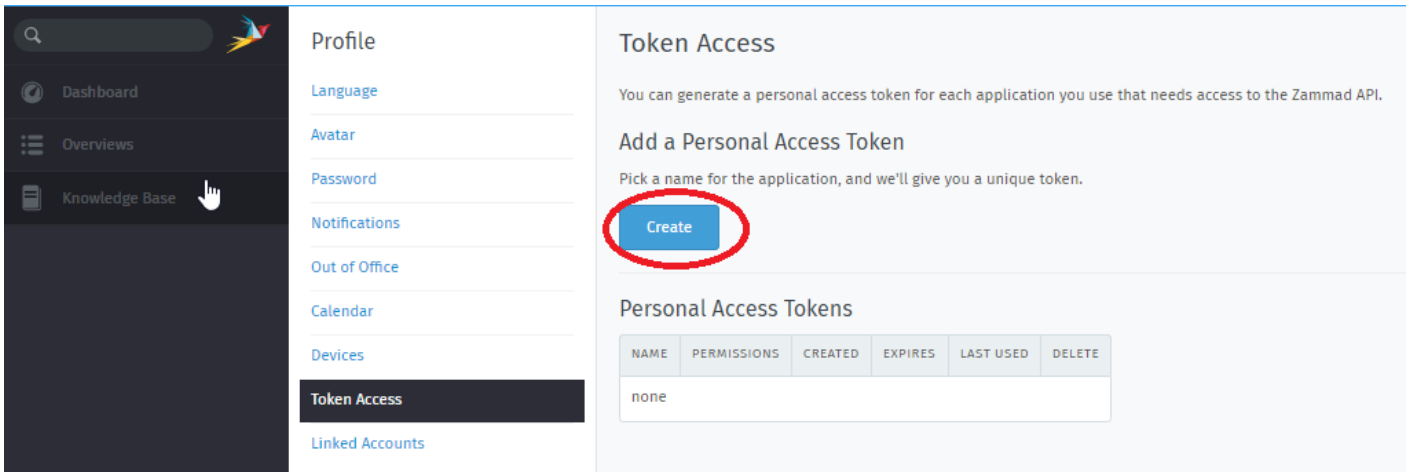 Dashboard
Overviews
Knowledge Base
Profile
Language
Avatar
Password
Notifications
Out of Office
Calendar
Devices
Token Access
Linked Accounts
Token Access
You can generate a personal access token for each application you use that needs access to the Zammad API.
Add a Personal Access Token
Pick a name for the application, and we'll give you a unique token.
Create
Personal Access Tokens
NAME PERMISSIONS CREATED EXPIRES LAST USED DELETE
none